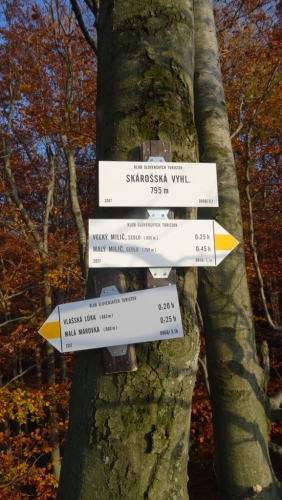 KLUB SLOVENSKÝCH TURISTOV
SKÁROŠSKÁ VYHL.
795 m
KLUB SLOVENSKÝCH TURISTOV
VEĽKÝ MILIČ, SEDLO 0·25 h
MALÝ MILIČ, SEDLO 0·45 h
KLUB SLOVENSKÝCH TURISTOV
VLAŠSKÁ LÚKA 0·20 h
MALÁ MAROVKA 0·25 h